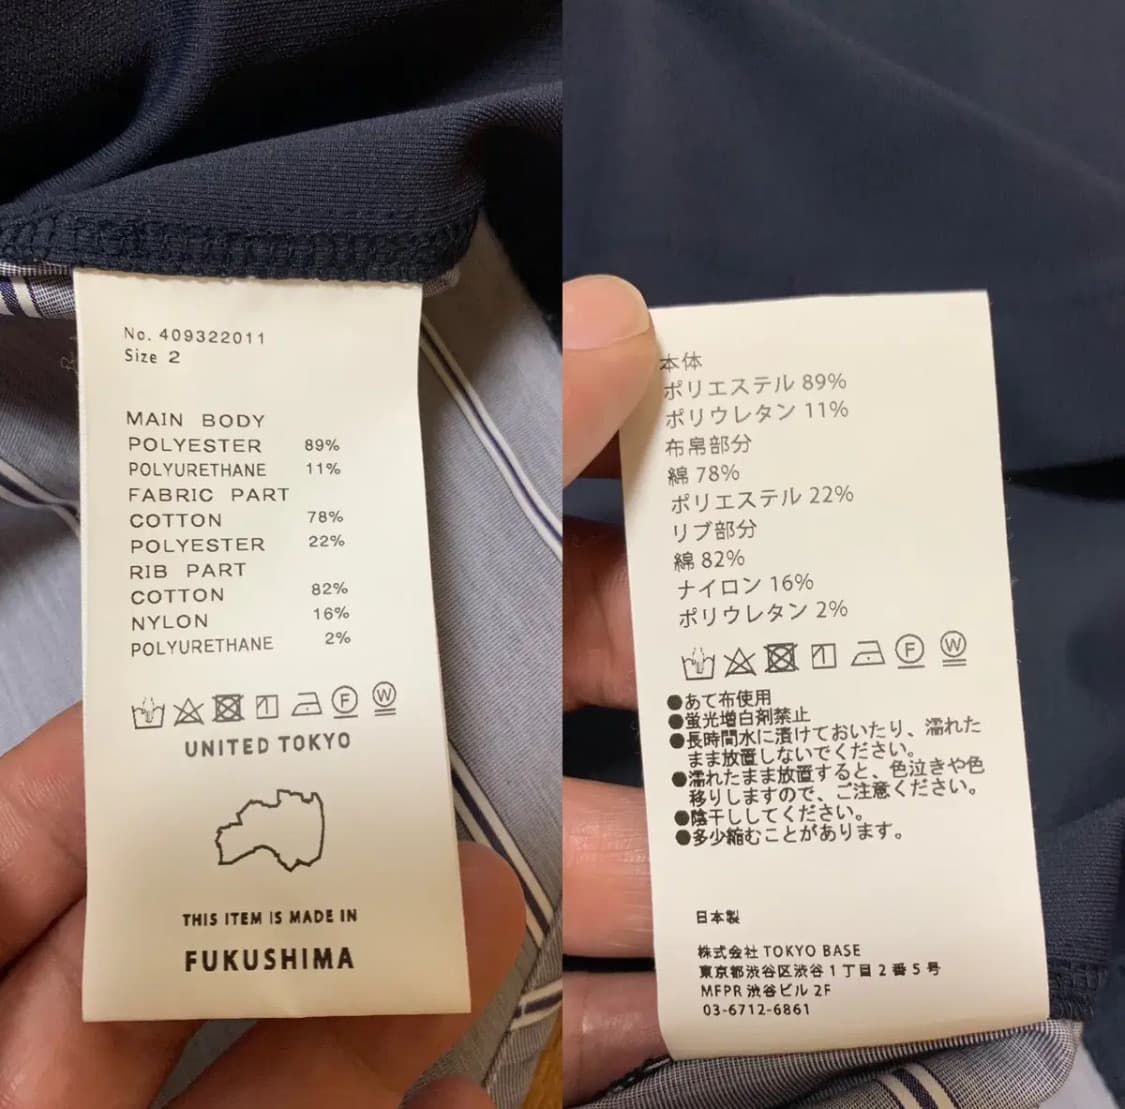 No. 409322011
Size 2
MAIN BODY
POLYESTER 89%
POLYURETHANE 11%
FABRIC PART
COTTON 78%
POLYESTER 22%
RIB PART
COTTON 82%
NYLON 16%
POLYURETHANE 2%
F W
UNITED TOKYO
THIS ITEM IS MADE IN
FUKUSHIMA
本体
ポリエステル 89%
ポリウレタン 11%
布帛部分
綿 78%
ポリエステル 22%
リブ部分
綿 82%
ナイロン 16%
ポリウレタン 2%
F W
●あて布使用
●蛍光増白剤禁止
●長時間水に漬けておいたり、濡れた
まま放置しないでください。
●濡れたまま放置すると、色泣きや色
移りしますので、ご注意ください。
●陰干ししてください。
●多少縮むことがあります。
日本製
株式会社 TOKYO BASE
東京都渋谷区渋谷1丁目2番5号
MFPR 渋谷ビル 2F
03-6712-6861